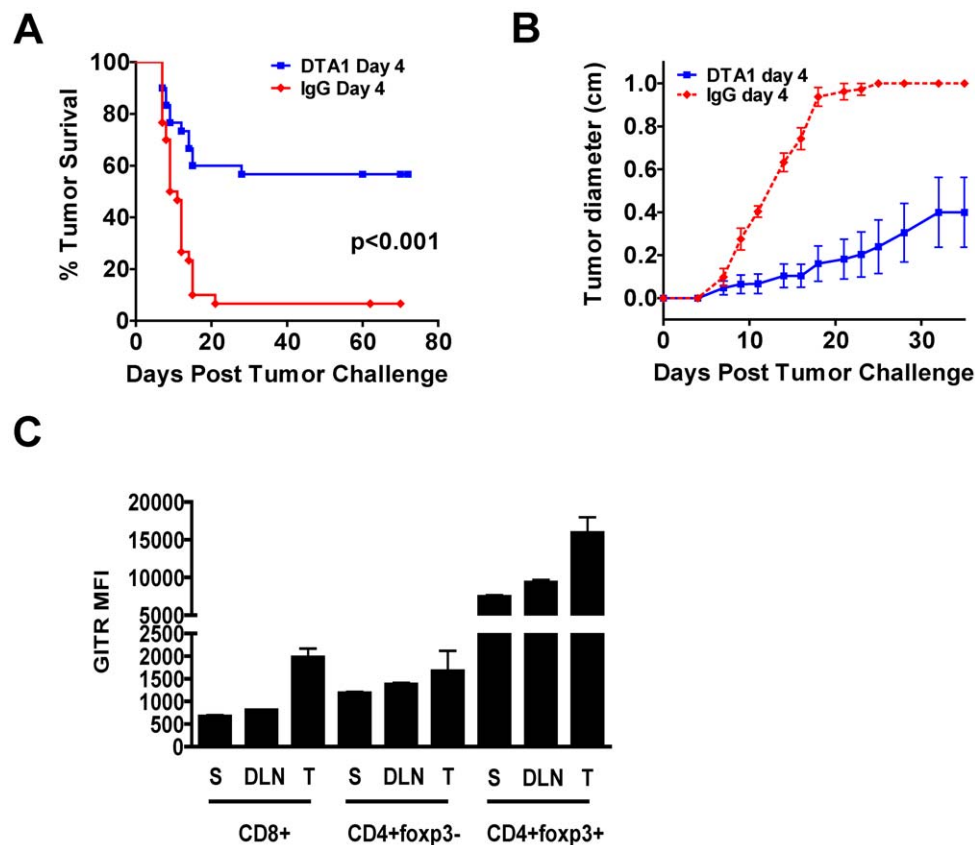 A
100
80
60
40
20
0
% Tumor Surival
DTA1 Day 4
IgG Day 4
p<0.001
0 20 40 60 80
Days Post Tumor Challenge
B
1.0
0.8
0.6
0.4
0.2
0.0
Tumor diameter (cm)
DTA1 day 4
IgG day 4
0 10 20 30
Days Post Tumor Challenge
C
20000
15000
10000
5000
2500
2000
1500
1000
500
0
GITR MFI
S DLN T S DLN T S DLN T
CD8+ CD4+foxp3- CD4+foxp3+